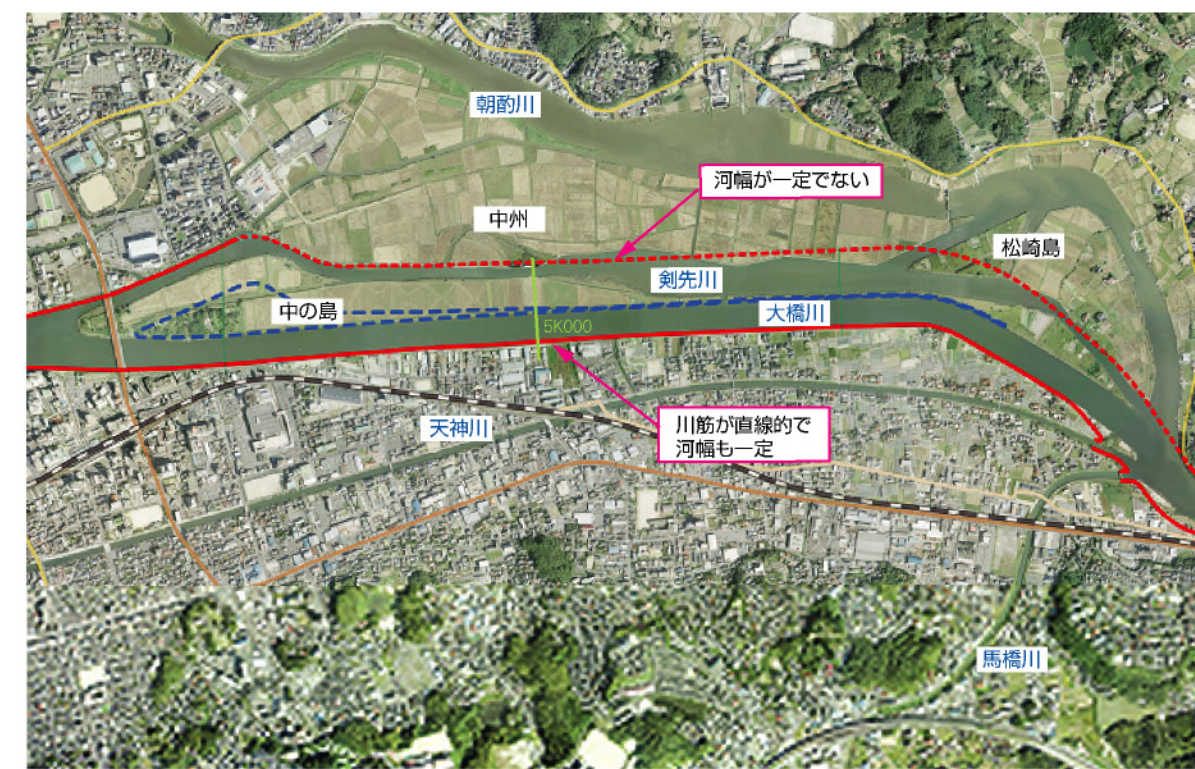 朝酌川
河幅が一定でない
中州
松崎島
剣先川
中の島
大橋川
5K000
川筋が直線的で
河幅も一定
天神川
馬橋川